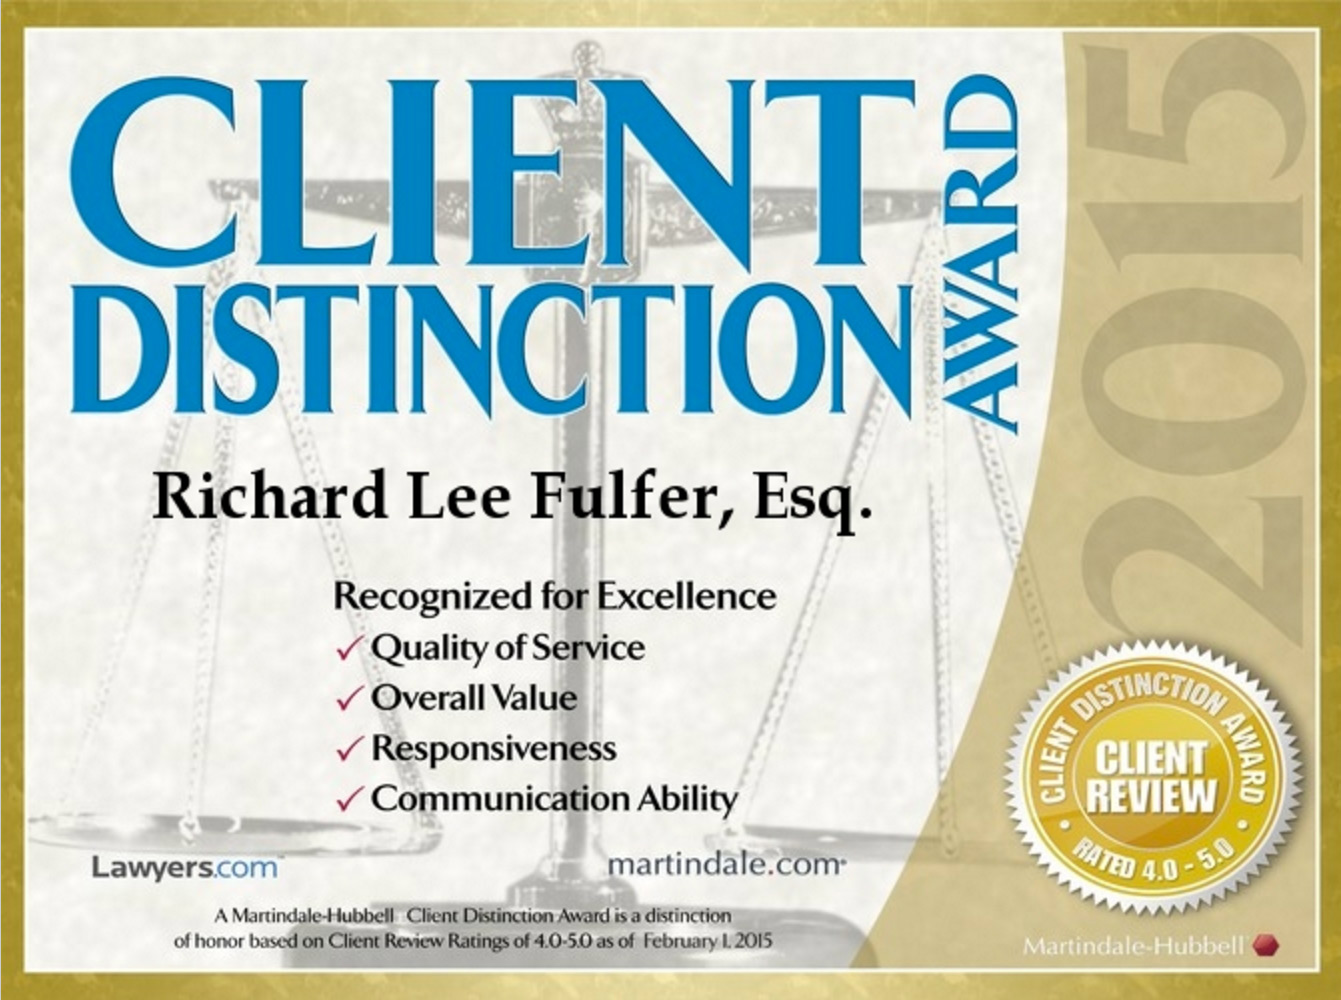 CLIENT
DISTINCTION
AWARD
2015
Richard Lee Fulfer, Esq.
Recognized for Excellence
✓ Quality of Service
✓ Overall Value
✓ Responsiveness
✓ Communication Ability
Lawyers.com
martindale.com
A Martindale-Hubbell Client Distinction Award is a distinction
of honor based on Client Review Ratings of 4.0-5.0 as of February 1, 2015
CLIENT DISTINCTION AWARD
CLIENT
REVIEW
• RATED 4.0 - 5.0 •
Martindale-Hubbell